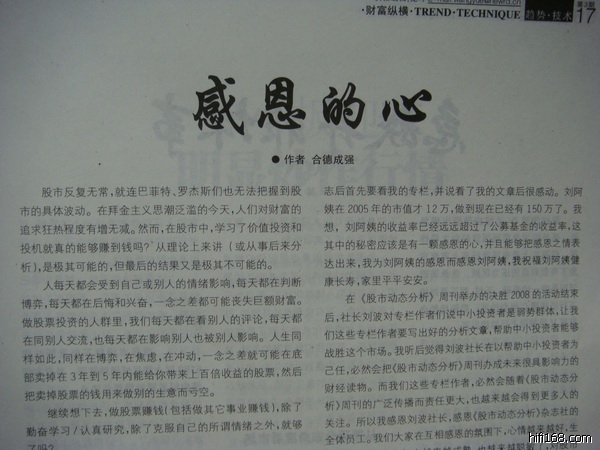 ·财富纵横·TREND·TECHNIQUE 趋势·技术 17
感恩的心
● 作者 合德成强
股市反复无常，就连巴菲特、罗杰斯们也无法把握到股
市的具体波动。在拜金主义思潮泛滥的今天，人们对财富的
追求狂热程度有增无减。然而，在股市中，学习了价值投资和
投机就真的能够赚到钱吗？从理论上来讲（或从事后来分
析），是极其可能的，但最后的结果又是极其不可能的。
人每天都会受到自己或别人的情绪影响，每天都在判断
博弈，每天都在后悔和兴奋，一念之差都可能丧失巨额财富。
做股票投资的人群里，我们每天都在看别人的评论，每天都
在同别人交流，也每天都在影响别人也被别人影响。人生同
样如此，同样在博弈，在焦虑，在冲动，一念之差就可能在底
部卖掉在3年到5年内能给你带来上百倍收益的股票，然后
把卖掉股票的钱用来做别的生意而亏空。
继续想下去，做股票赚钱（包括做其它事业赚钱），除了
勤奋学习/认真研究，除了克服自己的所谓情绪之外，就够
了吗？
志后首先要看我的专栏，并说看了我的文章后很感动。刘阿
姨在2005年的市值才12万，做到现在已经有150万了。我
想，刘阿姨的收益率已经远远超过了公募基金的收益率，这
其中的秘密应该是有一颗感恩的心，并且能够把感恩之情表
达出来，我为刘阿姨的感恩而感恩刘阿姨，我祝福刘阿姨健
康长寿，家里平平安安。
在《股市动态分析》周刊举办的决胜2008的活动结束
后，社长刘波对专栏作者们说中小投资者是弱势群体，让我
们这些专栏作者要写出好的分析文章，帮助中小投资者能够
战胜这个市场。我听后觉得刘波社长在以帮助中小投资者为
己任，必然会把《股市动态分析》周刊办成未来很具影响力的
财经读物。而我们这些专栏作者，必然会随着《股市动态分
析》周刊的广泛传播而责任更大，也越来越会得到更多人的
关注。所以我感恩刘波社长，感恩《股市动态分析》杂志社的
全体员工。我们大家在互相感恩的氛围下，心情越来越好，生
hifi168.com